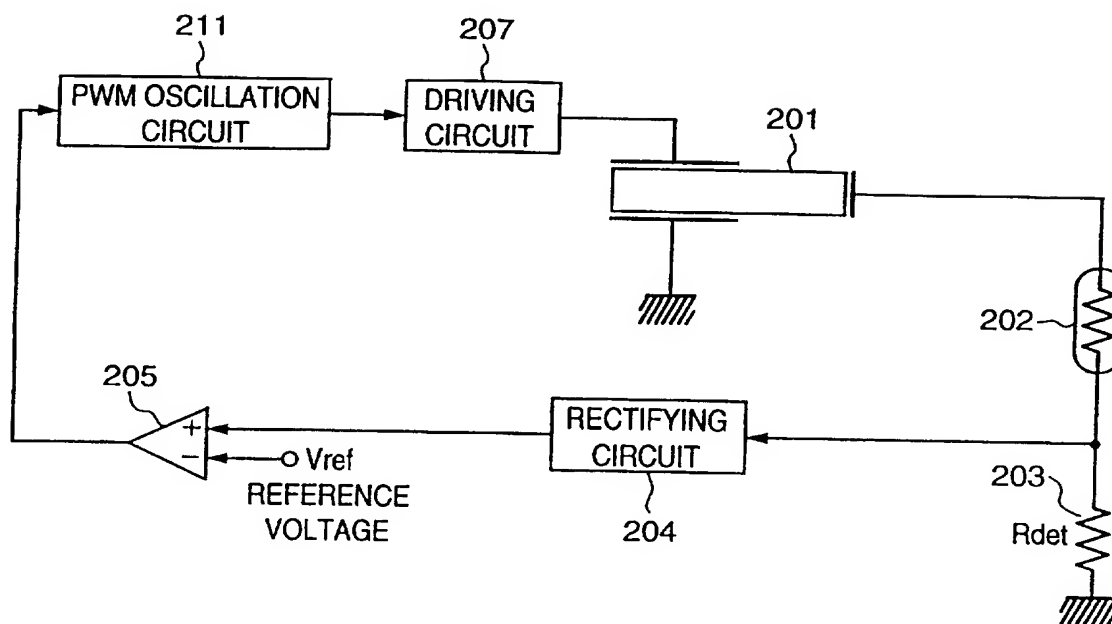 211
207
PWM OSCILLATION
CIRCUIT
DRIVING
CIRCUIT
201
202
205
+
−
Vref
REFERENCE
VOLTAGE
RECTIFYING
CIRCUIT
204
203
Rdet